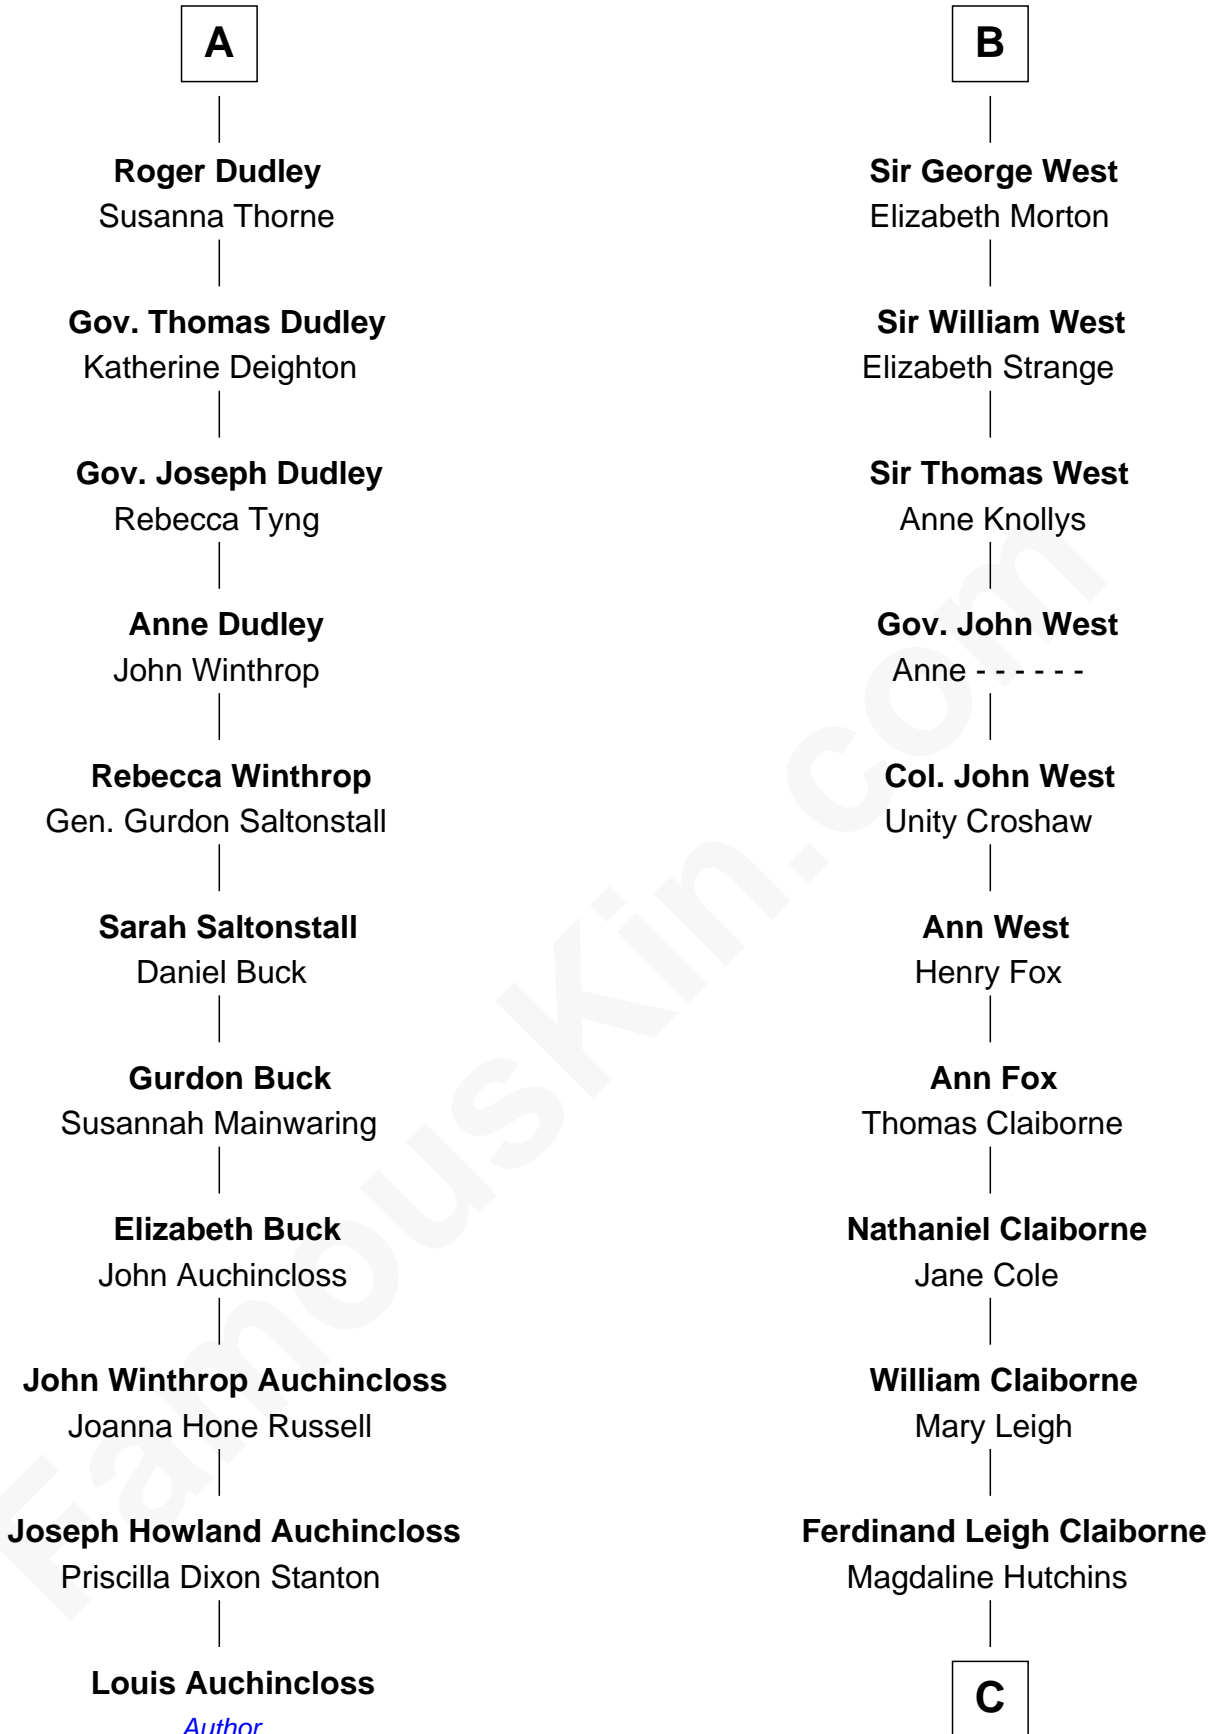 A
Roger Dudley
Susanna Thorne
Gov. Thomas Dudley
Katherine Deighton
Gov. Joseph Dudley
Rebecca Tyng
Anne Dudley
John Winthrop
Rebecca Winthrop
Gen. Gurdon Saltonstall
Sarah Saltonstall
Daniel Buck
Gurdon Buck
Susannah Mainwaring
Elizabeth Buck
John Auchincloss
John Winthrop Auchincloss
Joanna Hone Russell
Joseph Howland Auchincloss
Priscilla Dixon Stanton
Louis Auchincloss
Author
B
Sir George West
Elizabeth Morton
Sir William West
Elizabeth Strange
Sir Thomas West
Anne Knollys
Gov. John West
Anne - - - - - -
Col. John West
Unity Croshaw
Ann West
Henry Fox
Ann Fox
Thomas Claiborne
Nathaniel Claiborne
Jane Cole
William Claiborne
Mary Leigh
Ferdinand Leigh Claiborne
Magdaline Hutchins
C
FamousKin.com